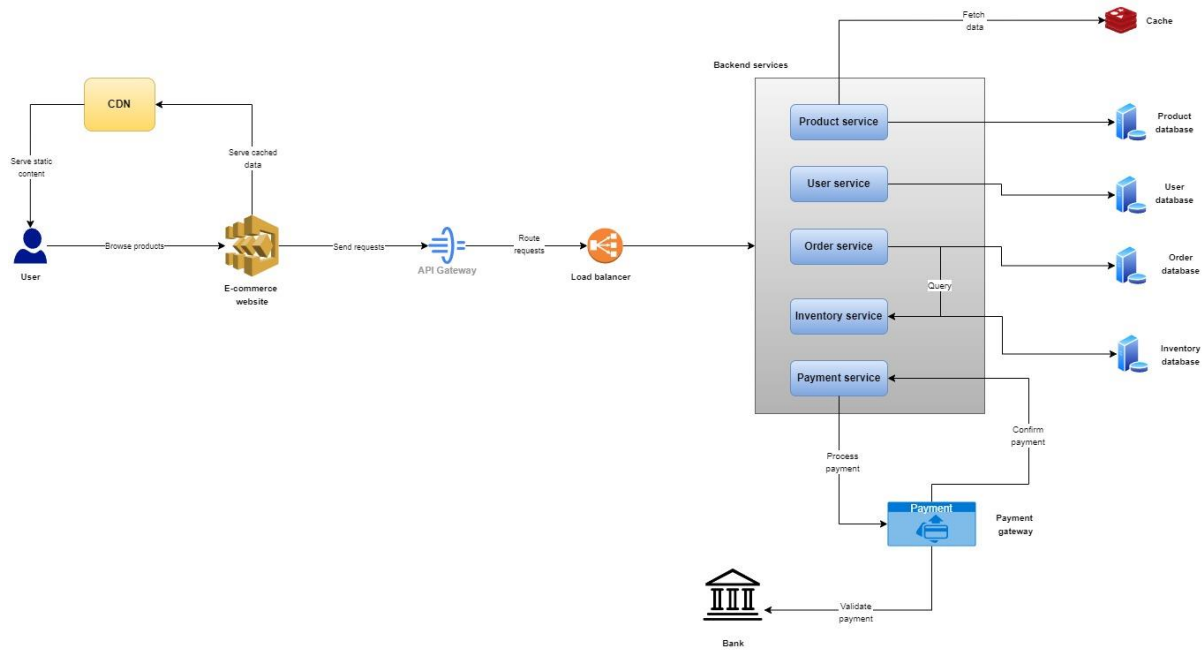 Fetch
data
Cache
Backend services
CDN
Product service
Product
database
Serve static
content
Serve cached
data
User service
User
database
Browse products
Send requests
Route
requests
Order service
Order
database
User
API Gateway
Load balancer
E-commerce
website
Query
Inventory service
Inventory
database
Payment service
Confirm
payment
Process
payment
Payment
Payment
gateway
Validate
payment
Bank